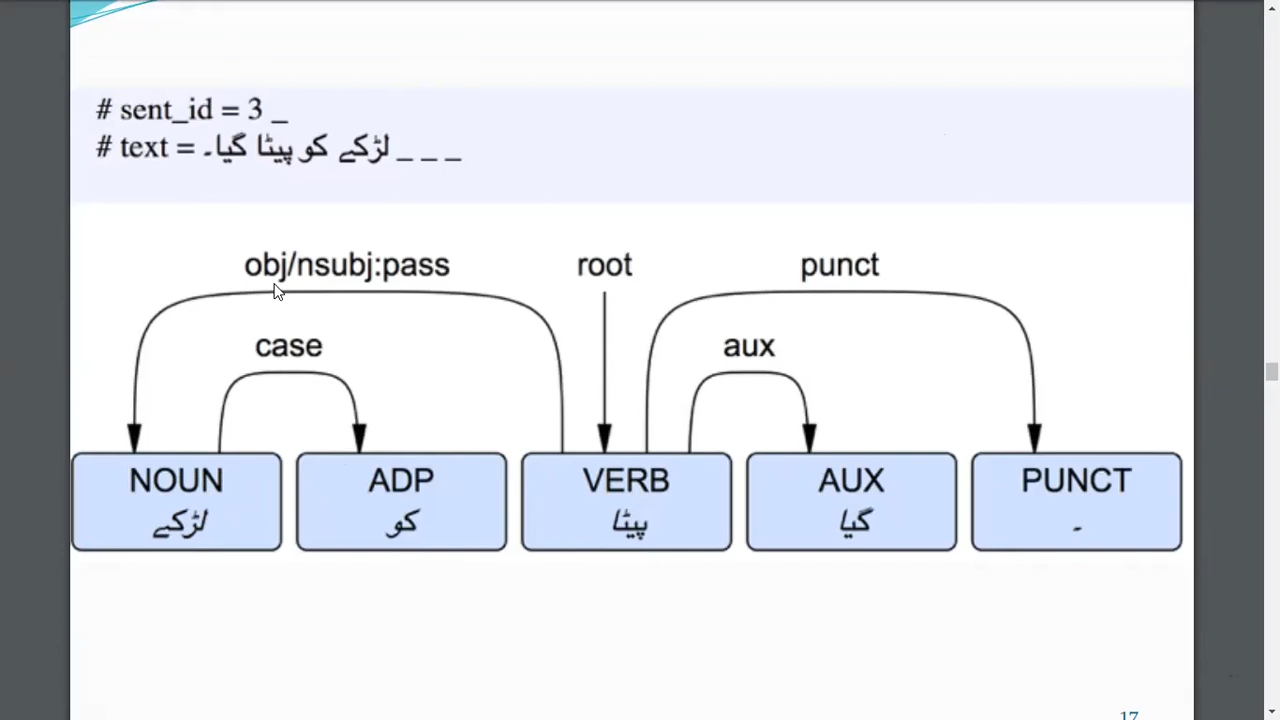 # sent_id = 3 _
# text = لڑکے کو پیٹا گیا۔ _ _ _
obj/nsubj:pass root punct
case aux
NOUN ADP VERB AUX PUNCT
لڑکے کو پیٹا گیا ۔
17